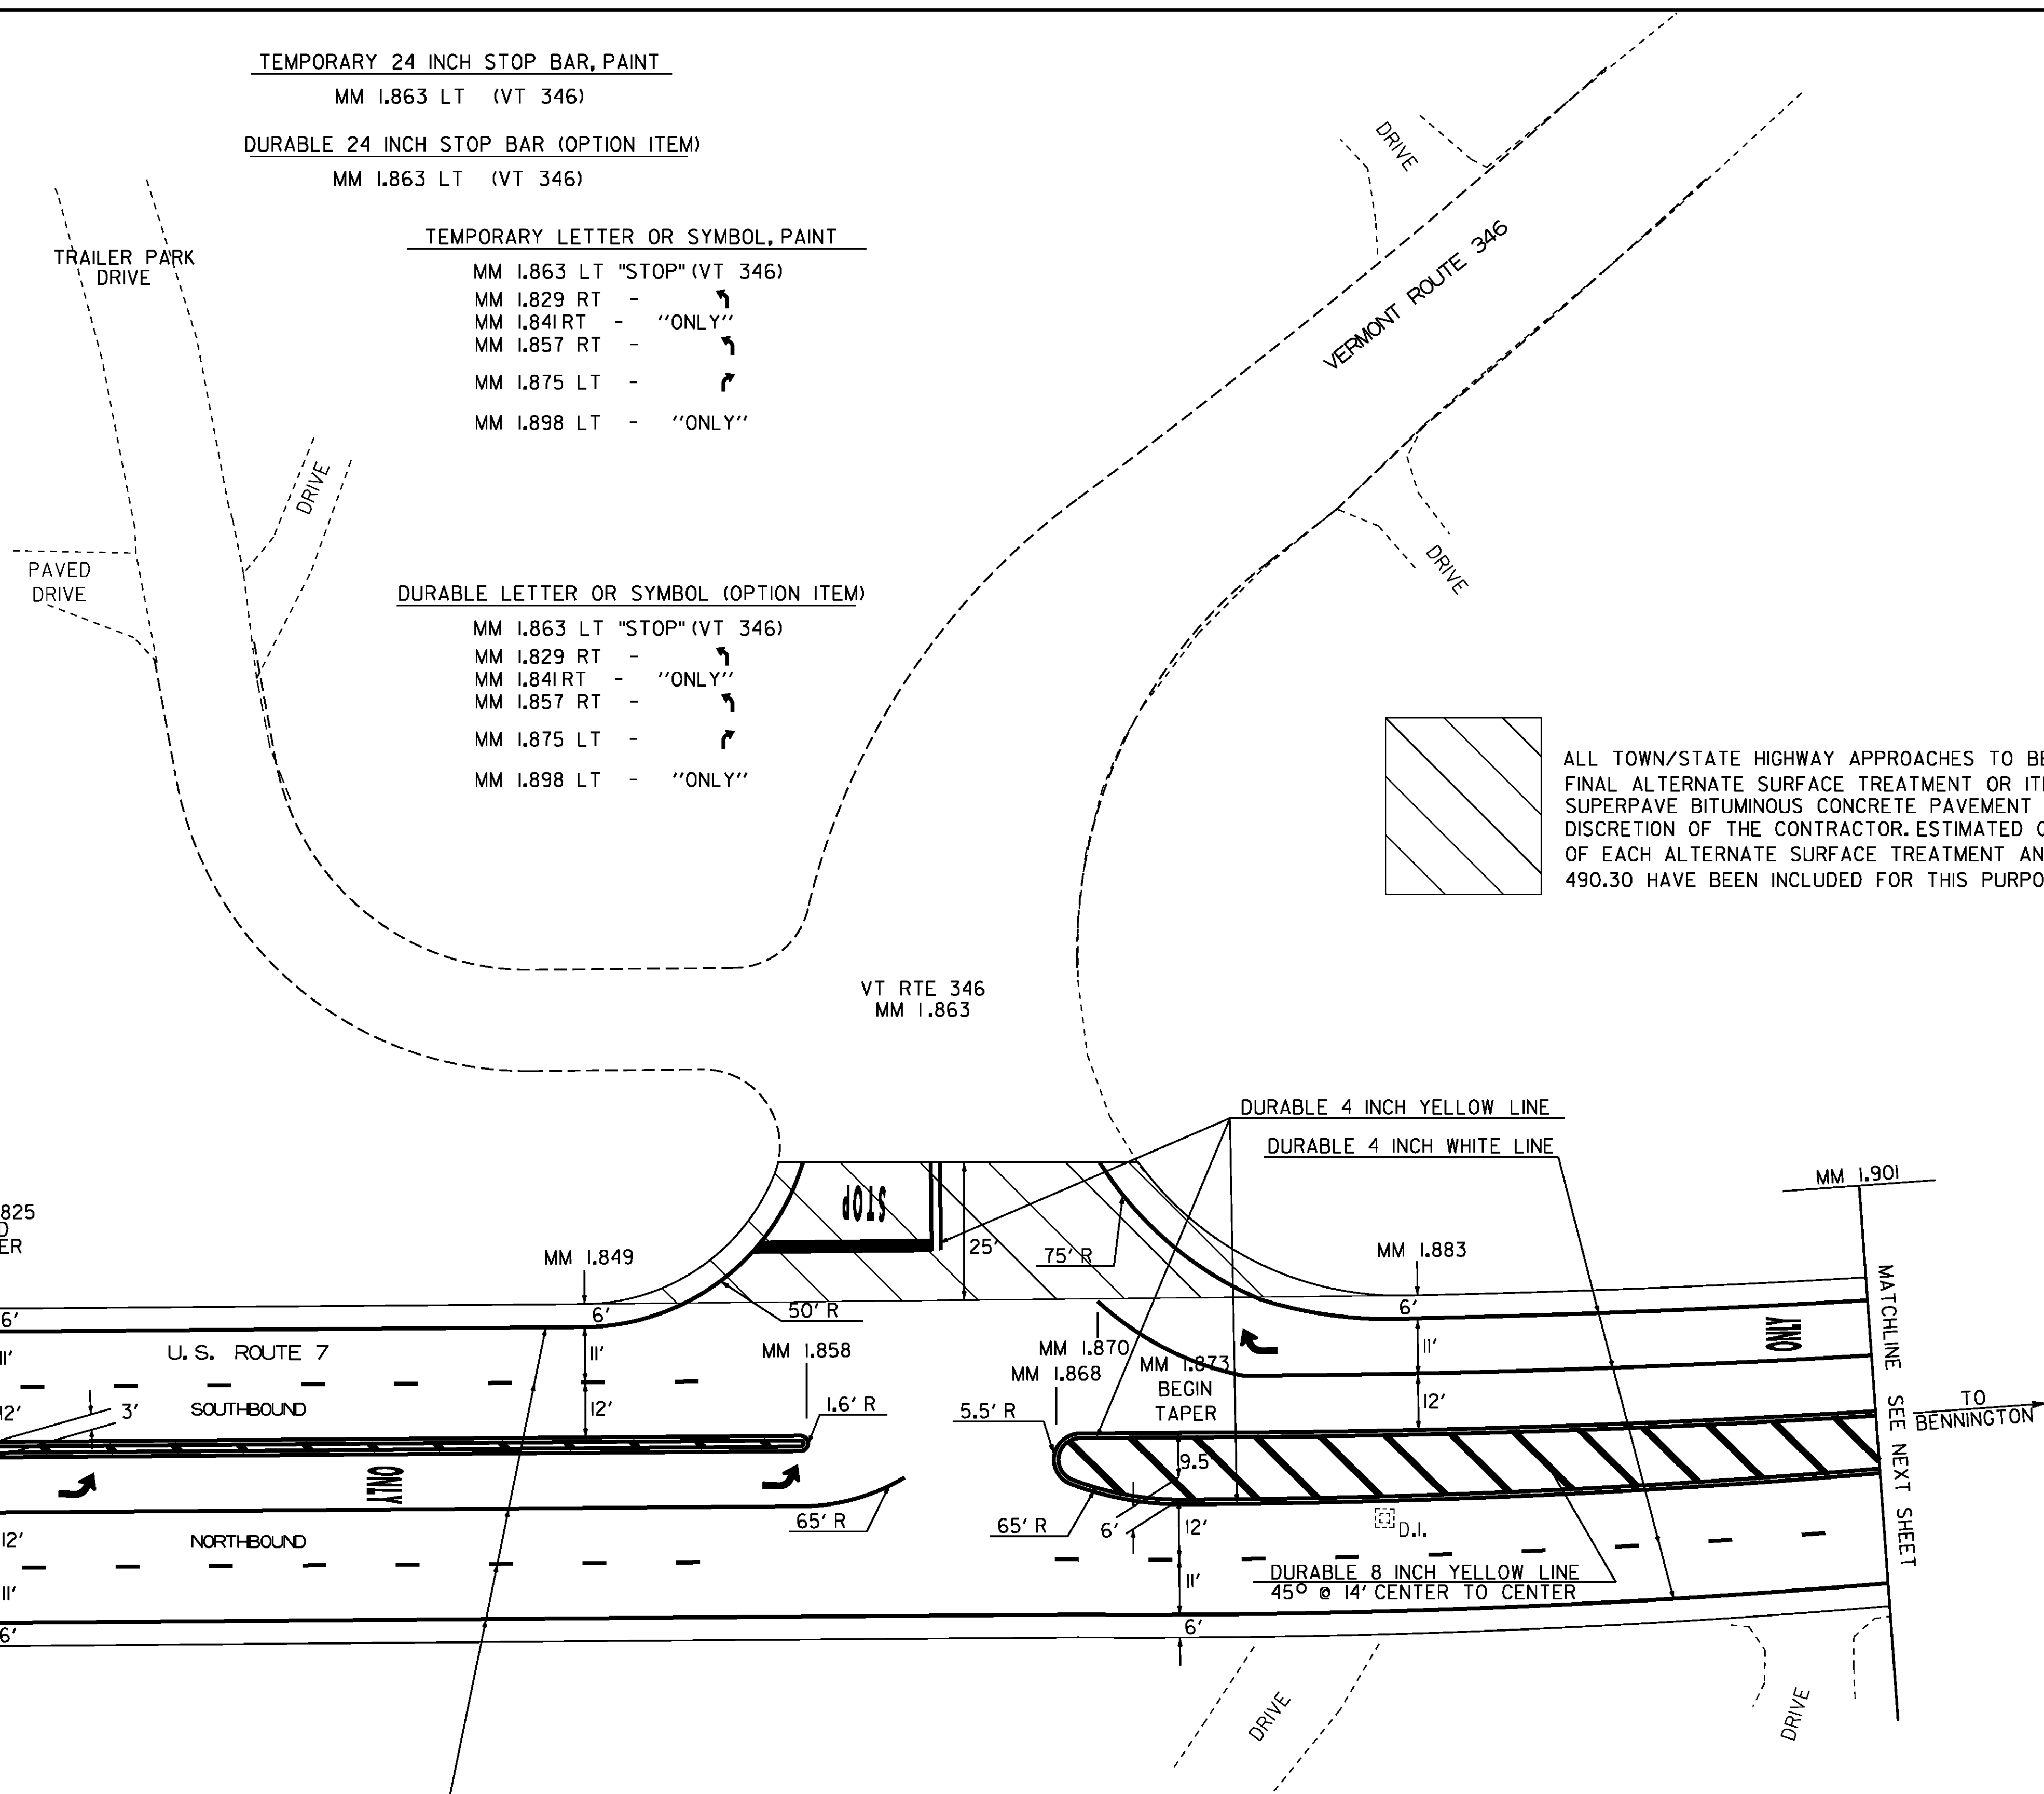 TEMPORARY 24 INCH STOP BAR, PAINT
MM 1.863 LT (VT 346)
DURABLE 24 INCH STOP BAR (OPTION ITEM)
MM 1.863 LT (VT 346)
TEMPORARY LETTER OR SYMBOL, PAINT
MM 1.863 LT "STOP" (VT 346)
MM 1.829 RT -
MM 1.841RT - "ONLY"
MM 1.857 RT -
MM 1.875 LT -
MM 1.898 LT - "ONLY"
TRAILER PARK
DRIVE
DRIVE
PAVED
DRIVE
DRIVE
VERMONT ROUTE 346
DRIVE
DURABLE LETTER OR SYMBOL (OPTION ITEM)
MM 1.863 LT "STOP" (VT 346)
MM 1.829 RT -
MM 1.841RT - "ONLY"
MM 1.857 RT -
MM 1.875 LT -
MM 1.898 LT - "ONLY"
ALL TOWN/STATE HIGHWAY APPROACHES TO BE
FINAL ALTERNATE SURFACE TREATMENT OR IT
SUPERPAVE BITUMINOUS CONCRETE PAVEMENT
DISCRETION OF THE CONTRACTOR. ESTIMATED
OF EACH ALTERNATE SURFACE TREATMENT AN
490.30 HAVE BEEN INCLUDED FOR THIS PURPO
VT RTE 346
MM 1.863
DURABLE 4 INCH YELLOW LINE
DURABLE 4 INCH WHITE LINE
MM 1.901
825
ER
STOP
25'
75' R
MM 1.849
MM 1.883
6'
6'
50' R
6'
U.S. ROUTE 7
11'
11'
MM 1.858
MM 1.870
MM 1.868
MM 1.873
BEGIN
TAPER
11'
ONLY
MATCHLINE SEE NEXT SHEET
TO
BENNINGTON
12'
3'
SOUTHBOUND
12'
1.6' R
5.5' R
12'
9.5'
ONLY
65' R
65' R
6'
12'
D.I.
12'
NORTHBOUND
11'
11'
DURABLE 8 INCH YELLOW LINE
45° @ 14' CENTER TO CENTER
6'
6'
DRIVE
DRIVE